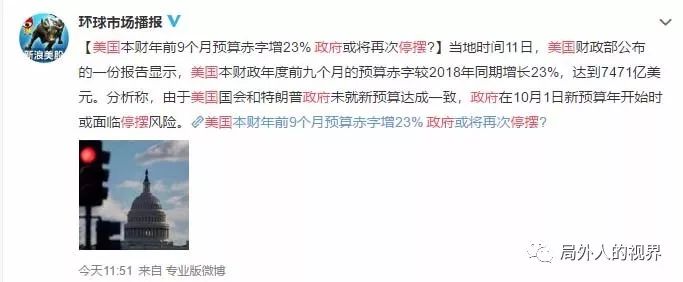 环球市场播报 V
新浪美股
【美国本财年前9个月预算赤字增23% 政府或将再次停摆?】当地时间11日，美国财政部公布
的一份报告显示，美国本财政年度前九个月的预算赤字较2018年同期增长23%，达到7471亿美
元。分析称，由于美国国会和特朗普政府未就新预算达成一致，政府在10月1日新预算年开始时
或面临停摆风险。美国本财年前9个月预算赤字增23% 政府或将再次停摆?
今天11:51 来自 专业版微博
局外人的视界